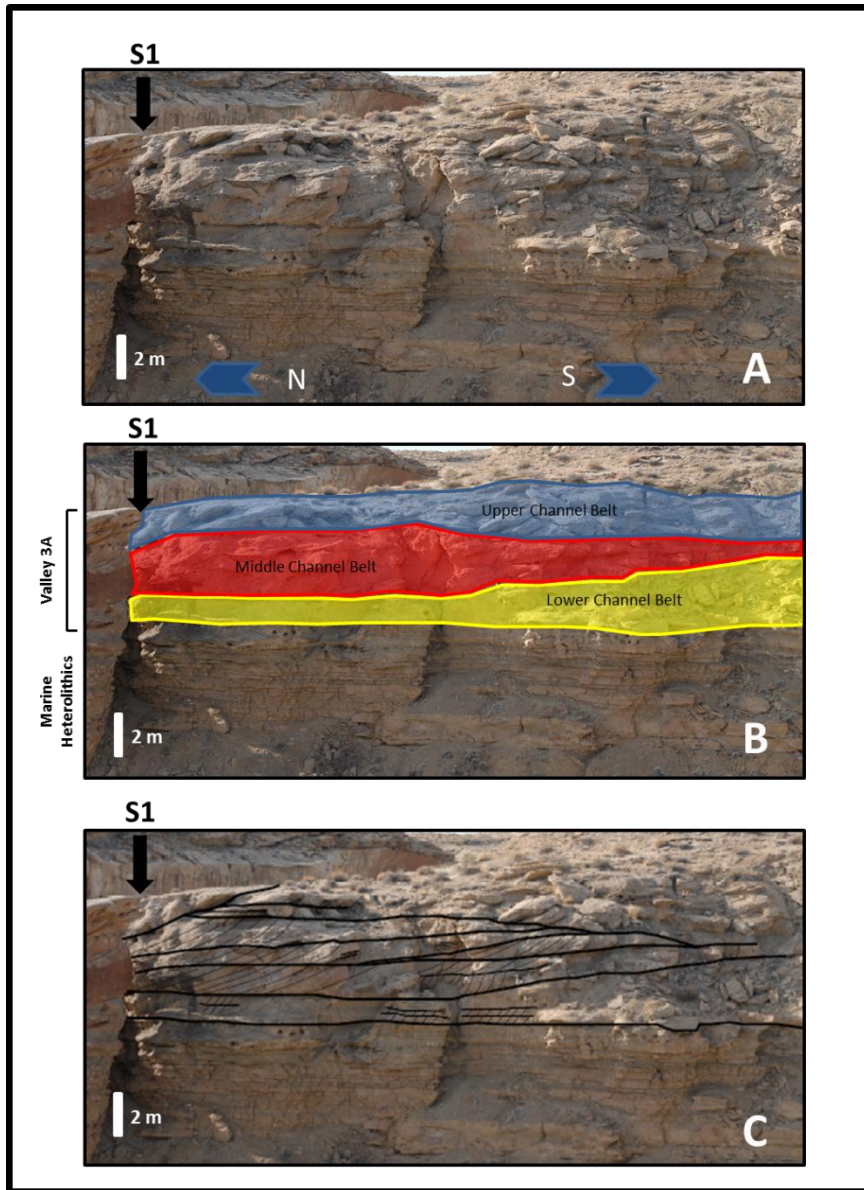 S1
2 m
N
S
A
S1
Upper Channel Belt
Middle Channel Belt
Lower Channel Belt
Valley 3A
Marine
Heterolithics
2 m
B
S1
2 m
C